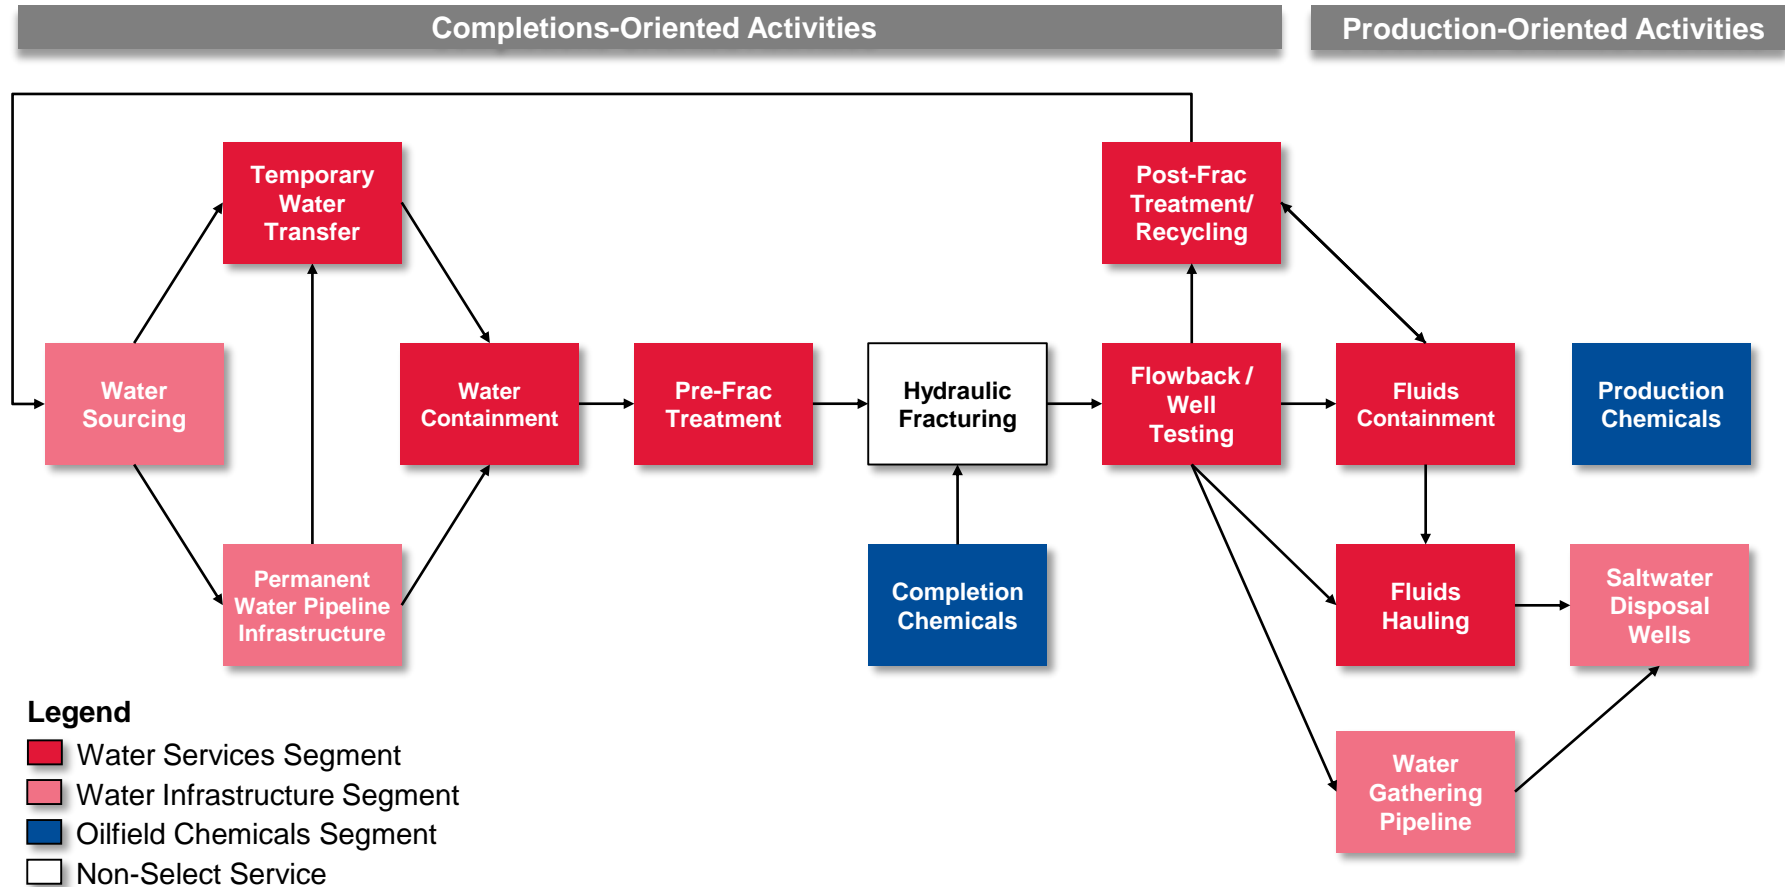 Completions-Oriented Activities
Production-Oriented Activities
Temporary
Water
Transfer
Post-Frac
Treatment/
Recycling
Water
Sourcing
Water
Containment
Pre-Frac
Treatment
Hydraulic
Fracturing
Flowback /
Well
Testing
Fluids
Containment
Production
Chemicals
Permanent
Water Pipeline
Infrastructure
Completion
Chemicals
Fluids
Hauling
Saltwater
Disposal
Wells
Water
Gathering
Pipeline
Legend
Water Services Segment
Water Infrastructure Segment
Oilfield Chemicals Segment
Non-Select Service